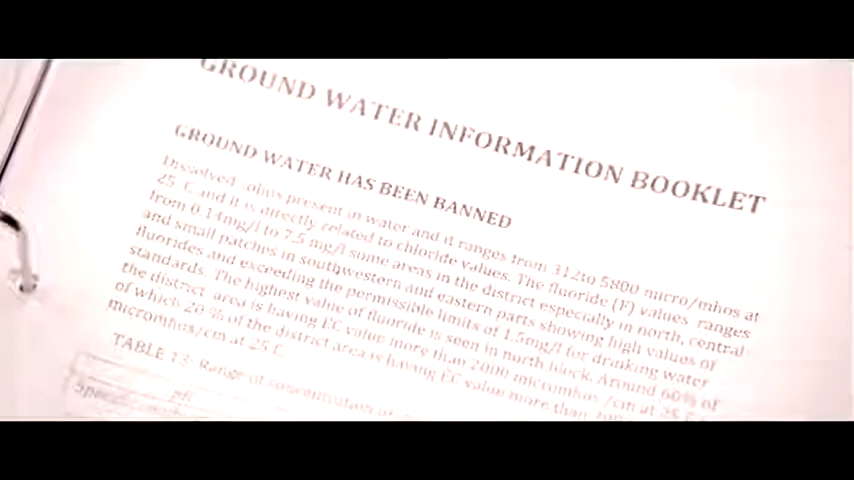 GROUND WATER INFORMATION BOOKLET
GROUND WATER HAS BEEN BANNED
Dissolved solids present in water and it ranges from 312to 5800 micro/mhos at
25 C and it is directly related to chloride values. The fluoride (F) values ranges
from 0.14mg/l to 7.5 mg/l some areas in the district especially in north, central
and small patches in southwestern and eastern parts showing high values of
fluorides and exceeding the permissible limits of 1.5mg/l for drinking water
standards. The highest value of fluoride is seen in north block. Around 60% of
the district area is having EC value more than 2000 micromhos /cm at 25 C
of which 20 % of the district area is having EC value more than
micromhos/cm at 25 C.
TABLE 13: Range of concentration of
pH